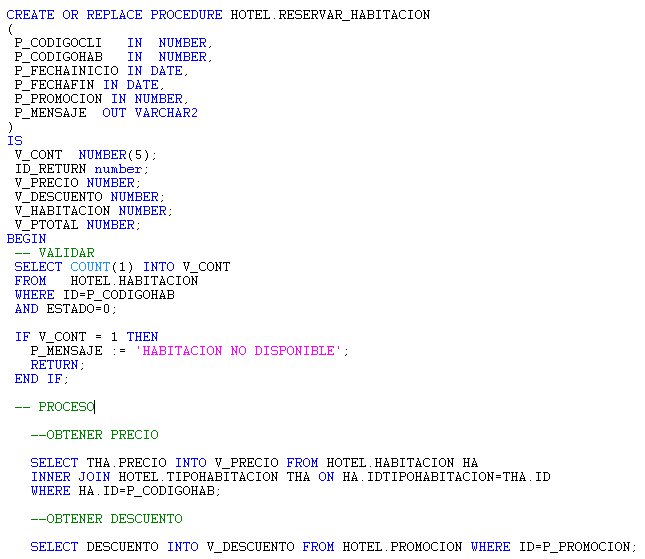 CREATE OR REPLACE PROCEDURE HOTEL.RESERVAR_HABITACION
(
P_CODIGOCLI IN NUMBER,
P_CODIGOHAB IN NUMBER,
P_FECHAINICIO IN DATE,
P_FECHAFIN IN DATE,
P_PROMOCION IN NUMBER,
P_MENSAJE OUT VARCHAR2
)
IS
V_CONT NUMBER(5);
ID_RETURN number;
V_PRECIO NUMBER;
V_DESCUENTO NUMBER;
V_HABITACION NUMBER;
V_PTOTAL NUMBER;
BEGIN
-- VALIDAR
SELECT COUNT(1) INTO V_CONT
FROM HOTEL.HABITACION
WHERE ID=P_CODIGOHAB
AND ESTADO=0;
IF V_CONT = 1 THEN
P_MENSAJE := 'HABITACION NO DISPONIBLE';
RETURN;
END IF;
-- PROCESO
--OBTENER PRECIO
SELECT THA.PRECIO INTO V_PRECIO FROM HOTEL.HABITACION HA
INNER JOIN HOTEL.TIPOHABITACION THA ON HA.IDTIPOHABITACION=THA.ID
WHERE HA.ID=P_CODIGOHAB;
--OBTENER DESCUENTO
SELECT DESCUENTO INTO V_DESCUENTO FROM HOTEL.PROMOCION WHERE ID=P_PROMOCION;